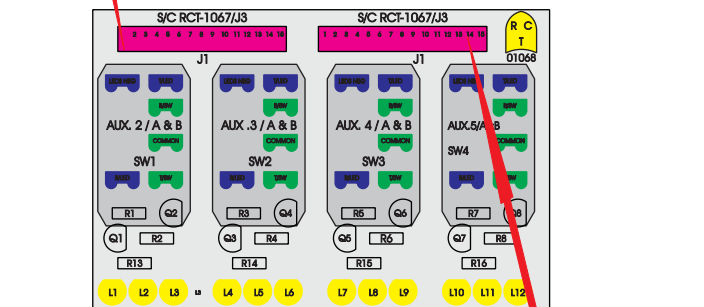 S/C RCT-1067/J3
S/C RCT-1067/J3
R C
T
2 3 4 5 6 7 8 9 10 11 12 13 14 15
1 2 3 4 5 6 7 8 9 10 11 12 13 14 15
J1
J1
01068
LEDS NEG
LEDS NEG
LEDS NEG
LEDS NEG
COMMON
COMMON
COMMON
COMMON
AUX. 2 / A & B
AUX .3 / A & B
AUX. 4 / A & B
AUX.5/A B
SW1
SW2
SW3
SW4
R1
Q2
R3
Q4
R5
Q6
R7
Q8
Q1
R2
Q3
R4
Q5
R6
Q7
R8
R13
R14
R15
R16
L1
L2
L3
L4
L5
L6
L7
L8
L9
L10
L11
L12